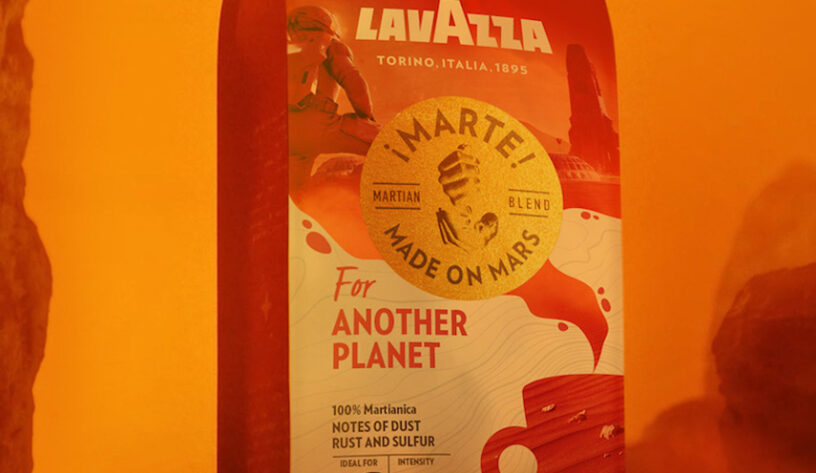 LAVAZZA
TORINO, ITALIA, 1895
¡MARTE!
MARTIAN BLEND
MADE ON MARS
For
ANOTHER
PLANET
100% Martianica
NOTES OF DUST
RUST AND SULFUR
IDEAL FOR INTENSITY